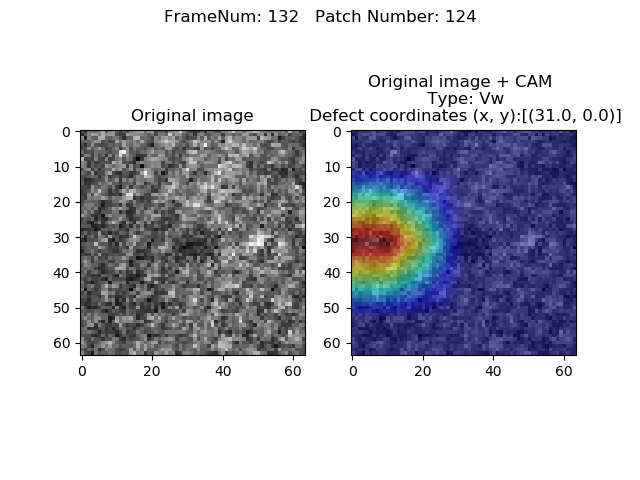 FrameNum: 132   Patch Number: 124
Original image
Original image + CAM
Type: Vw
Defect coordinates (x, y):[(31.0, 0.0)]
0
10
20
30
40
50
60
0 20 40 60
0
10
20
30
40
50
60
0 20 40 60